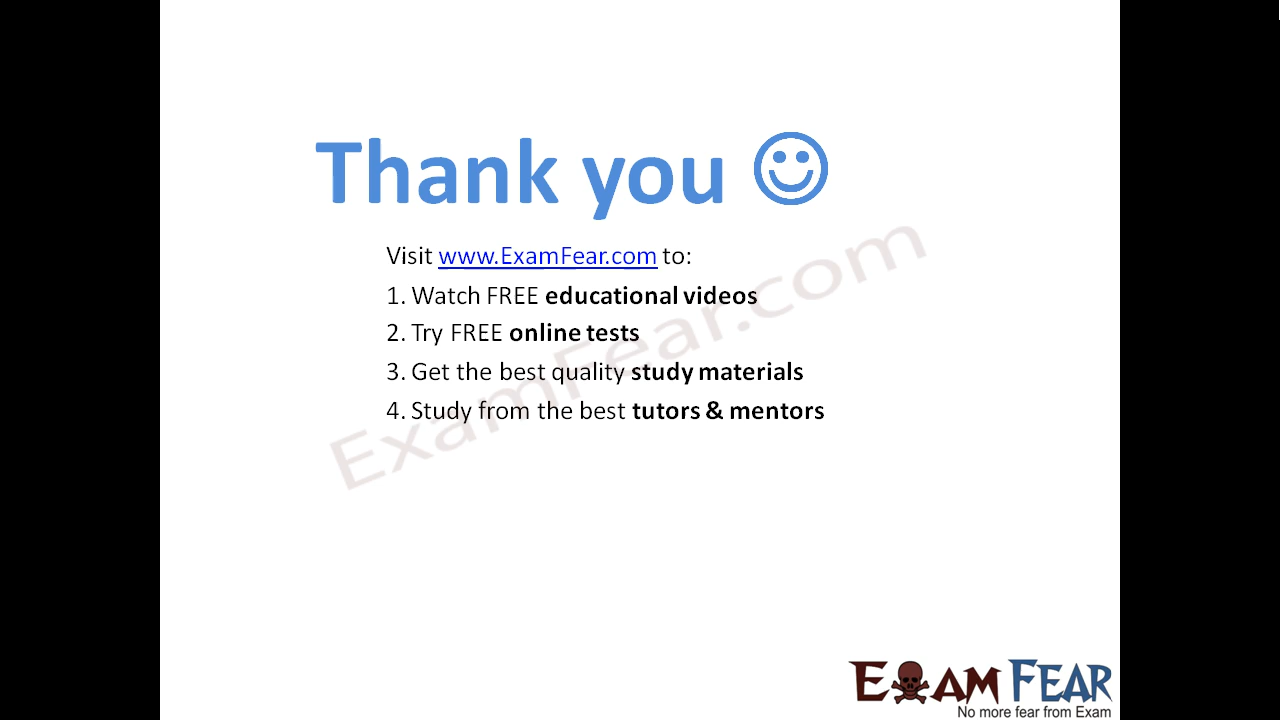 Thank you ☺
Visit www.ExamFear.com to:
1. Watch FREE educational videos
2. Try FREE online tests
3. Get the best quality study materials
4. Study from the best tutors & mentors
ExamFear.com
EXAM FEAR
No more fear from Exam